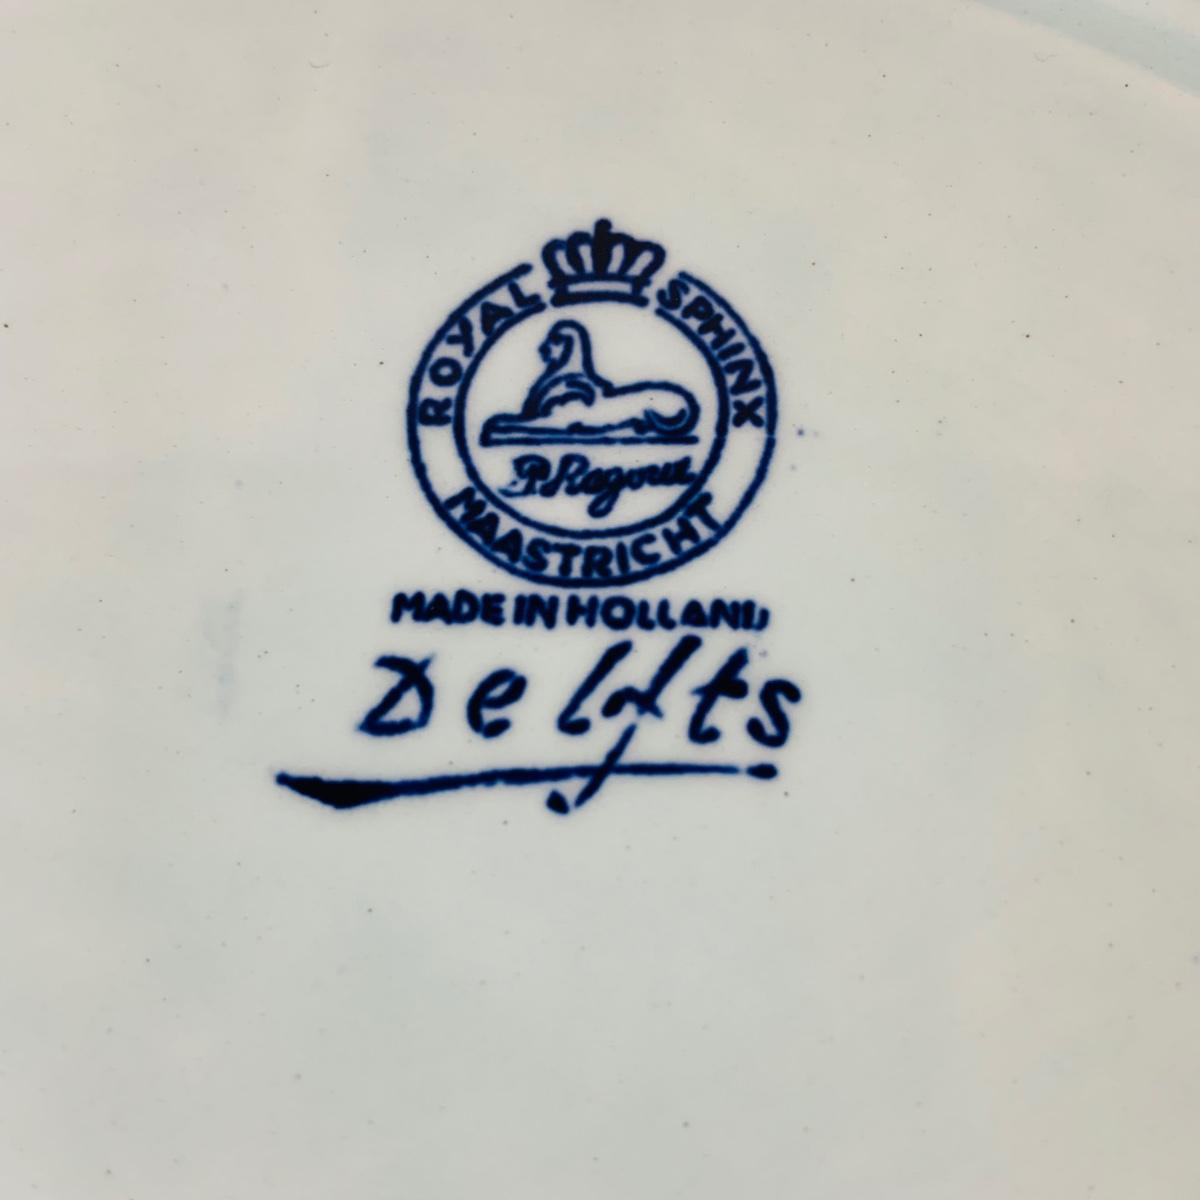 ROYAL SPHINX
P. Regout
MAASTRICHT
MADE IN HOLLAND
Delfts